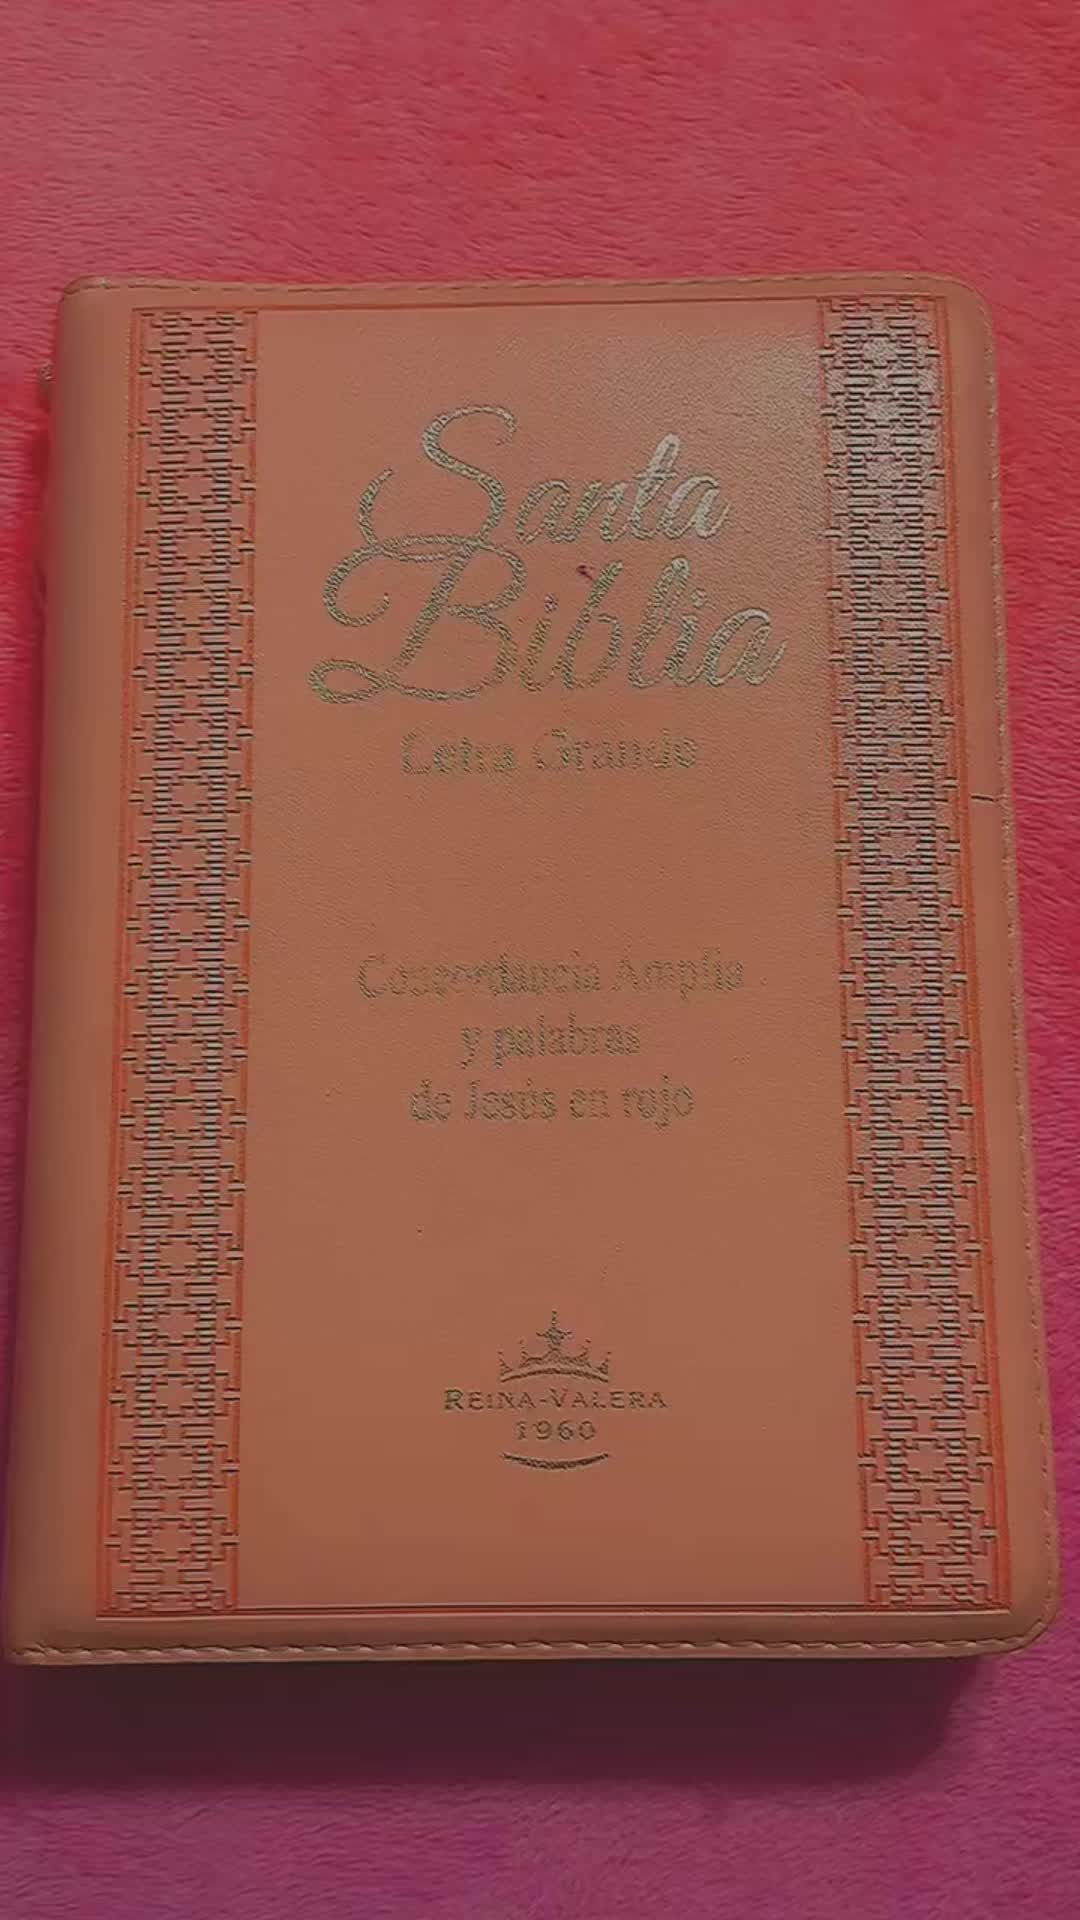 Santa
Biblia
Letra Grande
Concordancia Amplia
y palabras
de Jesús en rojo
REINA-VALERA
1960